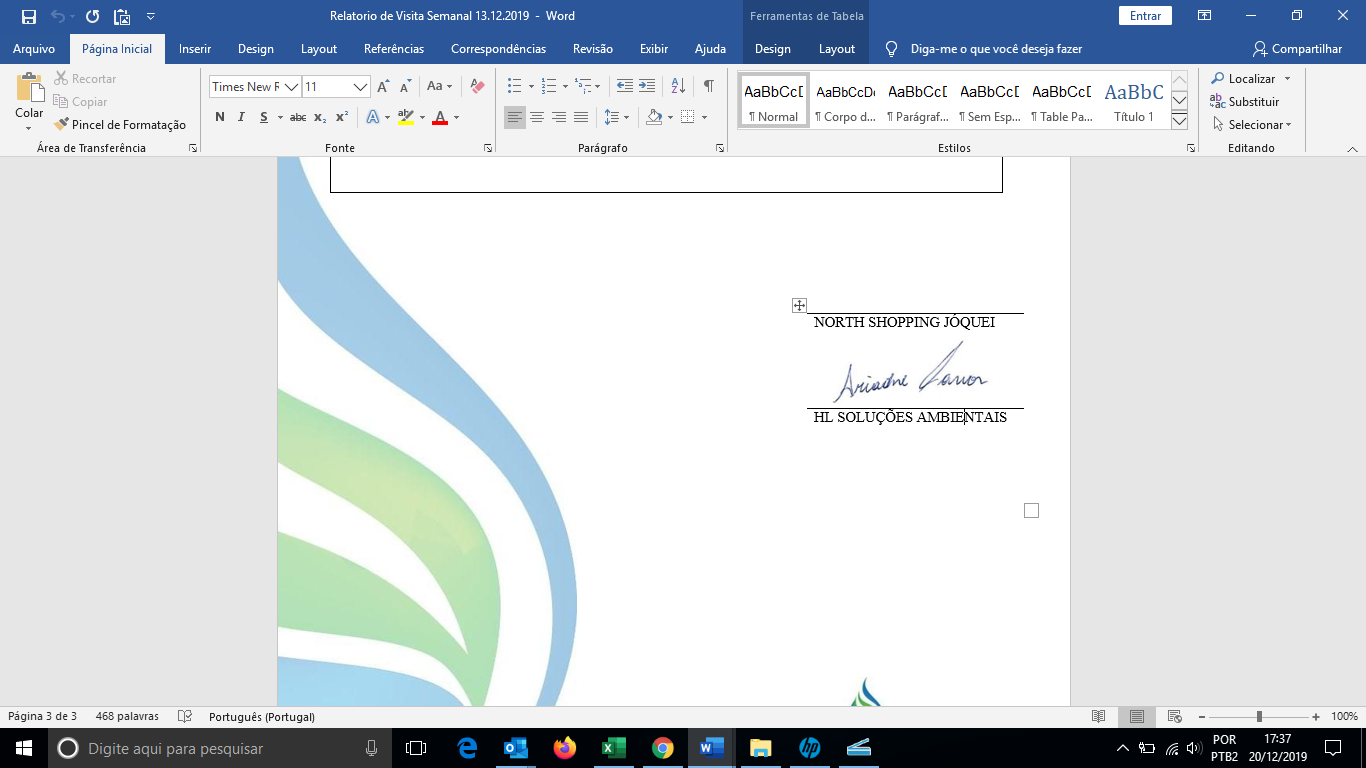 Relatorio de Visita Semanal 13.12.2019 - Word
Ferramentas de Tabela
Entrar
Arquivo
Página Inicial
Inserir
Design
Layout
Referências
Correspondências
Revisão
Exibir
Ajuda
Design
Layout
Diga-me o que você deseja fazer
Compartilhar
Colar
Recortar
Copiar
Pincel de Formatação
Área de Transferência
Times New R
11
Aa
N I S abc x₂ x² A ab A
Fonte
Parágrafo
AaBbCcD
¶ Normal
AaBbCcDc
¶ Corpo d...
AaBbCcD
¶ Parágraf...
AaBbCcD
¶ Sem Esp...
AaBbCcD
¶ Table Pa...
AaBbC
Título 1
Estilos
Localizar
Substituir
Selecionar
Editando
NORTH SHOPPING JÓQUEI
Ariadne
HL SOLUÇÕES AMBIENTAIS
Página 3 de 3
468 palavras
Português (Portugal)
100%
Digite aqui para pesquisar
POR
PTB2
17:37
20/12/2019